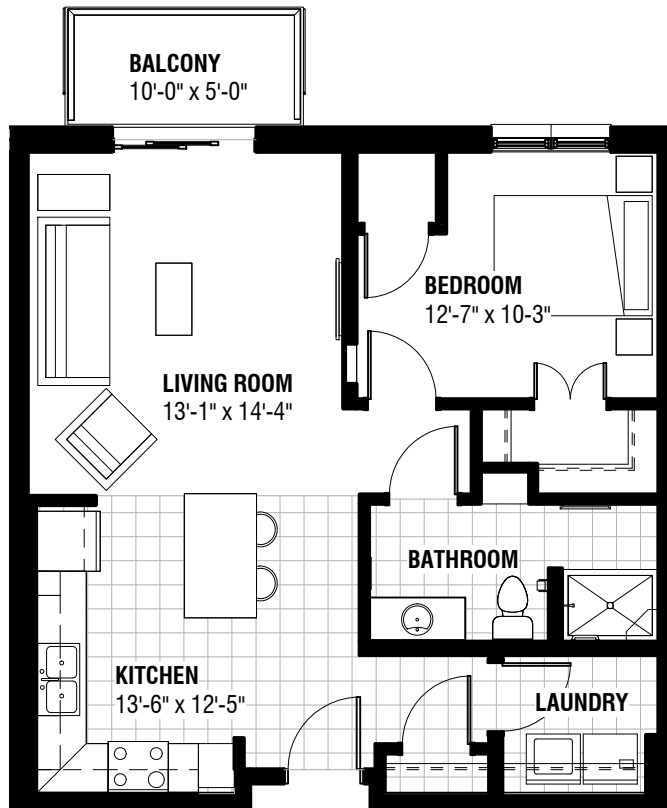 BALCONY
10'-0" x 5'-0"
BEDROOM
12'-7" x 10-3"
LIVING ROOM
13'-1" x 14'-4"
BATHROOM
KITCHEN
13'-6" x 12'-5"
LAUNDRY